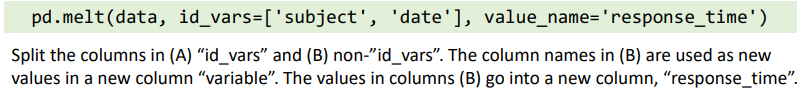 pd.melt(data, id_vars=['subject', 'date'], value_name='response_time')
Split the columns in (A) “id_vars” and (B) non-”id_vars”. The column names in (B) are used as new
values in a new column “variable”. The values in columns (B) go into a new column, “response_time”.